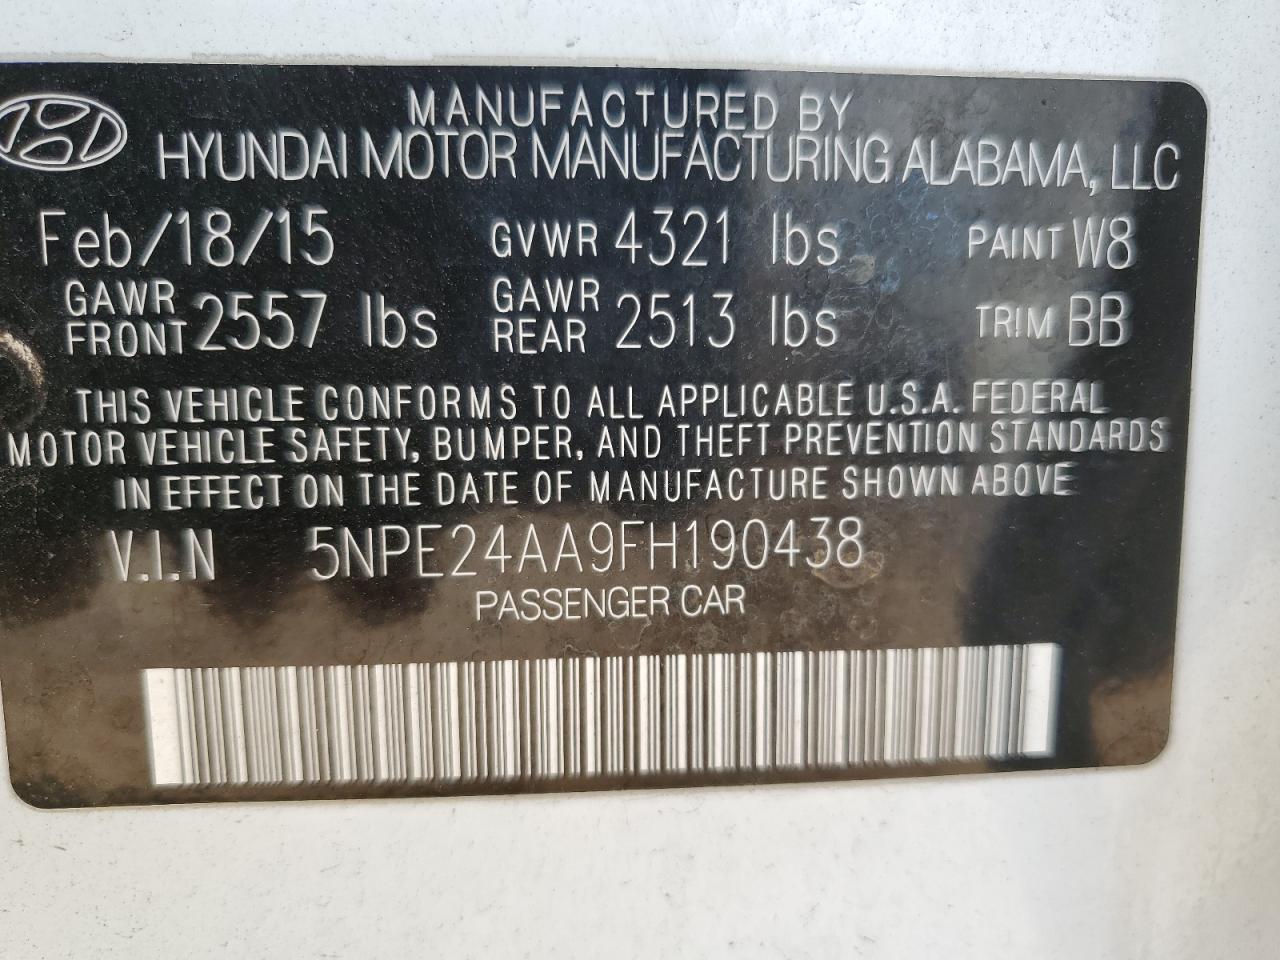 MANUFACTURED BY
HYUNDAI MOTOR MANUFACTURING ALABAMA, LLC
Feb/18/15 GVWR 4321 lbs PAINT W8
GAWR FRONT 2557 lbs GAWR REAR 2513 lbs TRIM BB
THIS VEHICLE CONFORMS TO ALL APPLICABLE U.S.A. FEDERAL
MOTOR VEHICLE SAFETY, BUMPER, AND THEFT PREVENTION STANDARDS
IN EFFECT ON THE DATE OF MANUFACTURE SHOWN ABOVE
V.I.N 5NPE24AA9FH190438
PASSENGER CAR